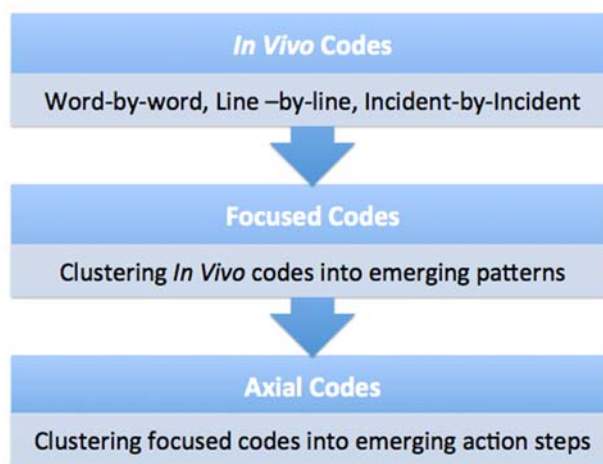 In Vivo Codes
Word-by-word, Line –by-line, Incident-by-Incident
Focused Codes
Clustering In Vivo codes into emerging patterns
Axial Codes
Clustering focused codes into emerging action steps